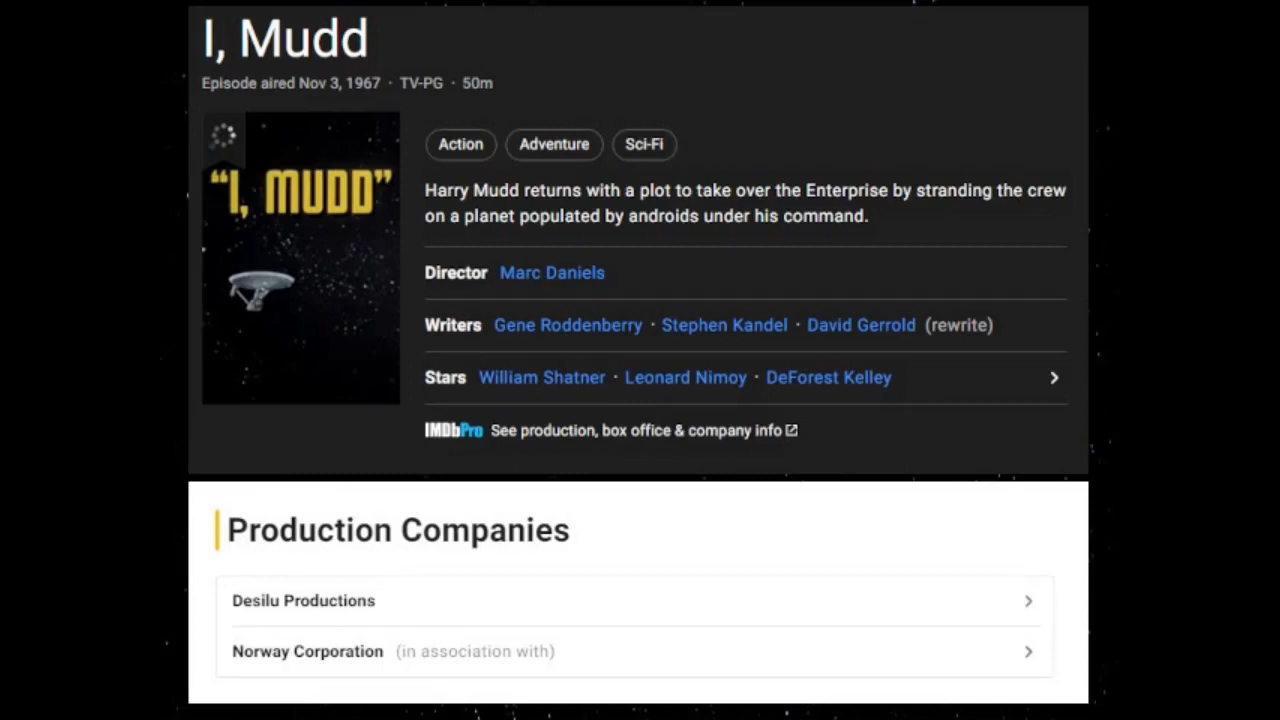 I, Mudd
Episode aired Nov 3, 1967 · TV-PG · 50m
"I, MUDD"
Action Adventure Sci-Fi
Harry Mudd returns with a plot to take over the Enterprise by stranding the crew
on a planet populated by androids under his command.
Director Marc Daniels
Writers Gene Roddenberry · Stephen Kandel · David Gerrold (rewrite)
Stars William Shatner · Leonard Nimoy · DeForest Kelley
IMDbPro See production, box office & company info
Production Companies
Desilu Productions
Norway Corporation (in association with)